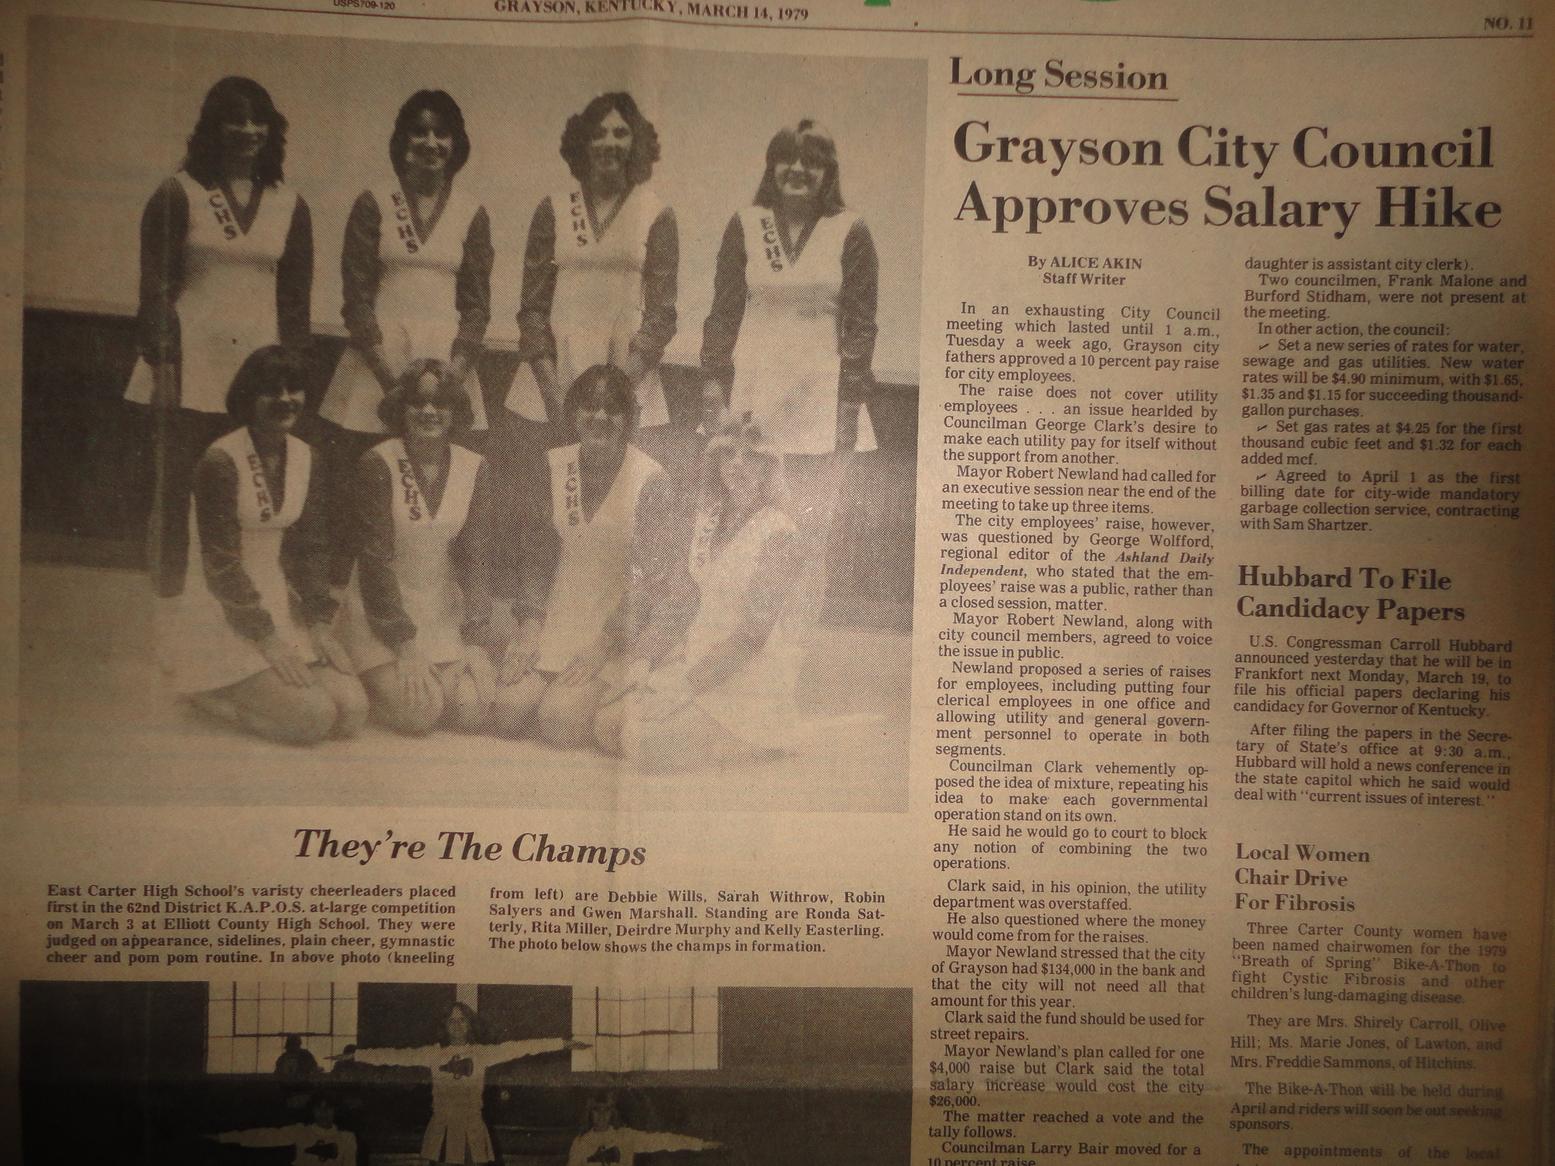 USPS709-120
GRAYSON, KENTUCKY, MARCH 14, 1979
NO. 11
CHS
ECHS
ECHS
ECHS
ECHS
ECHS
ECHS
They're The Champs
East Carter High School's varisty cheerleaders placed
first in the 62nd District K.A.P.O.S. at-large competition
on March 3 at Elliott County High School. They were
judged on appearance, sidelines, plain cheer, gymnastic
cheer and pom pom routine. In above photo (kneeling
from left) are Debbie Wills, Sarah Withrow, Robin
Salyers and Gwen Marshall. Standing are Ronda Sat-
terly, Rita Miller, Deirdre Murphy and Kelly Easterling.
The photo below shows the champs in formation.
Long Session
Grayson City Council
Approves Salary Hike
By ALICE AKIN
Staff Writer
In an exhausting City Council
meeting which lasted until 1 a.m.,
Tuesday a week ago, Grayson city
fathers approved a 10 percent pay raise
for city employees.
The raise does not cover utility
employees . . . an issue hearlded by
Councilman George Clark's desire to
make each utility pay for itself without
the support from another.
Mayor Robert Newland had called for
an executive session near the end of the
meeting to take up three items.
The city employees' raise, however,
was questioned by George Wolfford,
regional editor of the Ashland Daily
Independent, who stated that the em-
ployees' raise was a public, rather than
a closed session, matter.
Mayor Robert Newland, along with
city council members, agreed to voice
the issue in public.
Newland proposed a series of raises
for employees, including putting four
clerical employees in one office and
allowing utility and general govern-
ment personnel to operate in both
segments.
Councilman Clark vehemently op-
posed the idea of mixture, repeating his
idea to make each governmental
operation stand on its own.
He said he would go to court to block
any notion of combining the two
operations.
Clark said, in his opinion, the utility
department was overstaffed.
He also questioned where the money
would come from for the raises.
Mayor Newland stressed that the city
of Grayson had $134,000 in the bank and
that the city will not need all that
amount for this year.
Clark said the fund should be used for
street repairs.
Mayor Newland's plan called for one
$4,000 raise but Clark said the total
salary increase would cost the city
$26,000.
The matter reached a vote and the
tally follows.
Councilman Larry Bair moved for a
10 percent raise
daughter is assistant city clerk).
Two councilmen, Frank Malone and
Burford Stidham, were not present at
the meeting.
In other action, the council:
✓ Set a new series of rates for water,
sewage and gas utilities. New water
rates will be $4.90 minimum, with $1.65,
$1.35 and $1.15 for succeeding thousand-
gallon purchases.
✓ Set gas rates at $4.25 for the first
thousand cubic feet and $1.32 for each
added mcf.
✓ Agreed to April 1 as the first
billing date for city-wide mandatory
garbage collection service, contracting
with Sam Shartzer.
Hubbard To File
Candidacy Papers
U.S. Congressman Carroll Hubbard
announced yesterday that he will be in
Frankfort next Monday, March 19, to
file his official papers declaring his
candidacy for Governor of Kentucky.
After filing the papers in the Secre-
tary of State's office at 9:30 a.m.,
Hubbard will hold a news conference in
the state capitol which he said would
deal with "current issues of interest."
Local Women
Chair Drive
For Fibrosis
Three Carter County women have
been named chairwomen for the 1979
"Breath of Spring" Bike-A-Thon to
fight Cystic Fibrosis and other
children's lung-damaging disease.
They are Mrs. Shirely Carroll, Olive
Hill; Ms. Marie Jones, of Lawton, and
Mrs. Freddie Sammons, of Hitchins.
The Bike-A-Thon will be held during
April and riders will soon be out seeking
sponsors.
The appointments of the local